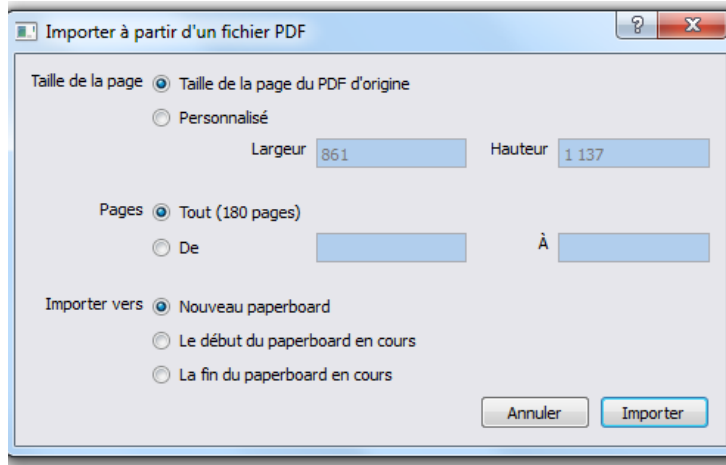 Importer à partir d'un fichier PDF
Taille de la page Taille de la page du PDF d'origine
Personnalisé
Largeur 861 Hauteur 1 137
Pages Tout (180 pages)
De À
Importer vers Nouveau paperboard
Le début du paperboard en cours
La fin du paperboard en cours
Annuler Importer